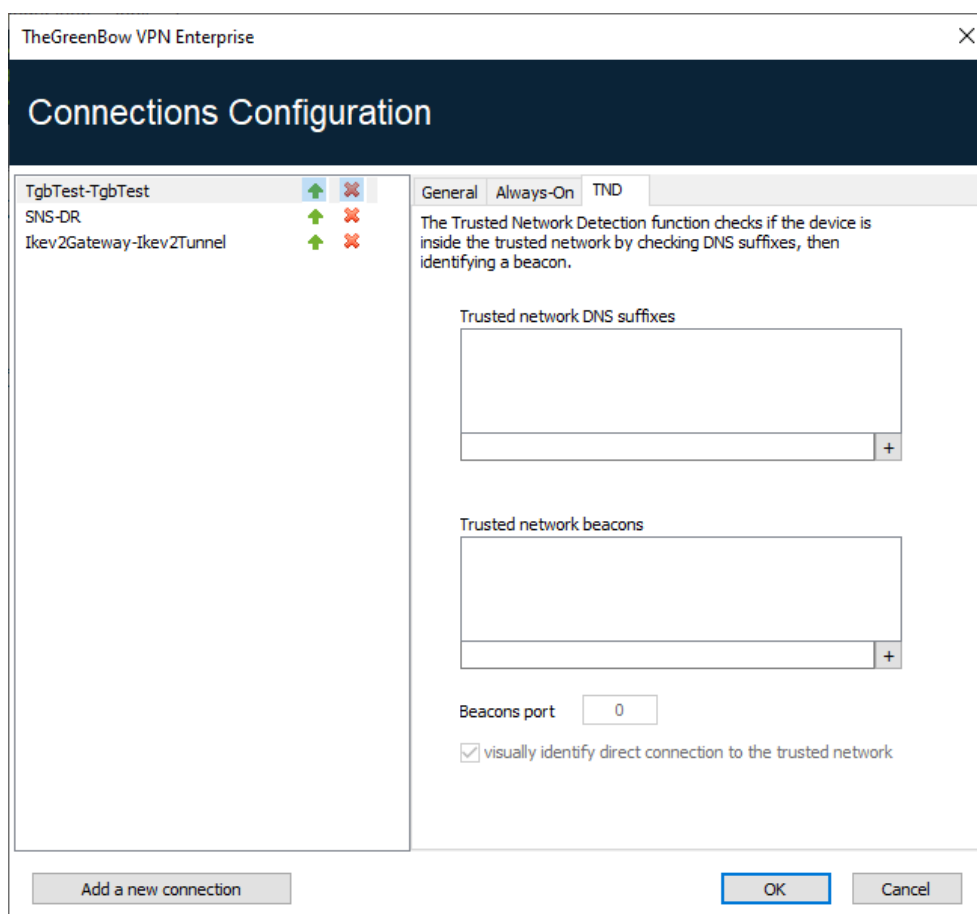 TheGreenBow VPN Enterprise
Connections Configuration
TgbTest-TgbTest
SNS-DR
Ikev2Gateway-Ikev2Tunnel
General
Always-On
TND
The Trusted Network Detection function checks if the device is
inside the trusted network by checking DNS suffixes, then
identifying a beacon.
Trusted network DNS suffixes
+
Trusted network beacons
+
Beacons port
0
visually identify direct connection to the trusted network
Add a new connection
OK
Cancel